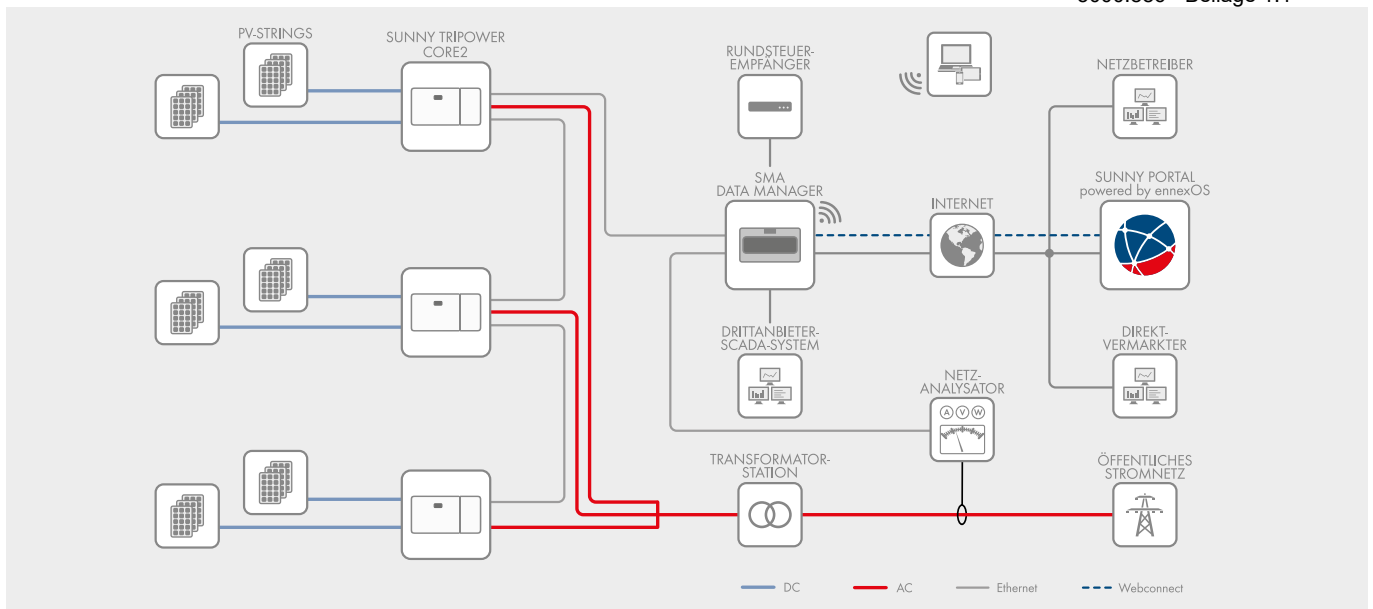 PV-STRINGS
SUNNY TRIPOWER
CORE2
RUNDSTEUER-
EMPFÄNGER
NETZBETREIBER
SMA
DATA MANAGER
INTERNET
SUNNY PORTAL
powered by ennexOS
DRITTANBIETER-
SCADA-SYSTEM
NETZ-
ANALYSATOR
A V W
DIREKT-
VERMARKTER
TRANSFORMATOR-
STATION
ÖFFENTLICHES
STROMNETZ
DC
AC
Ethernet
Webconnect